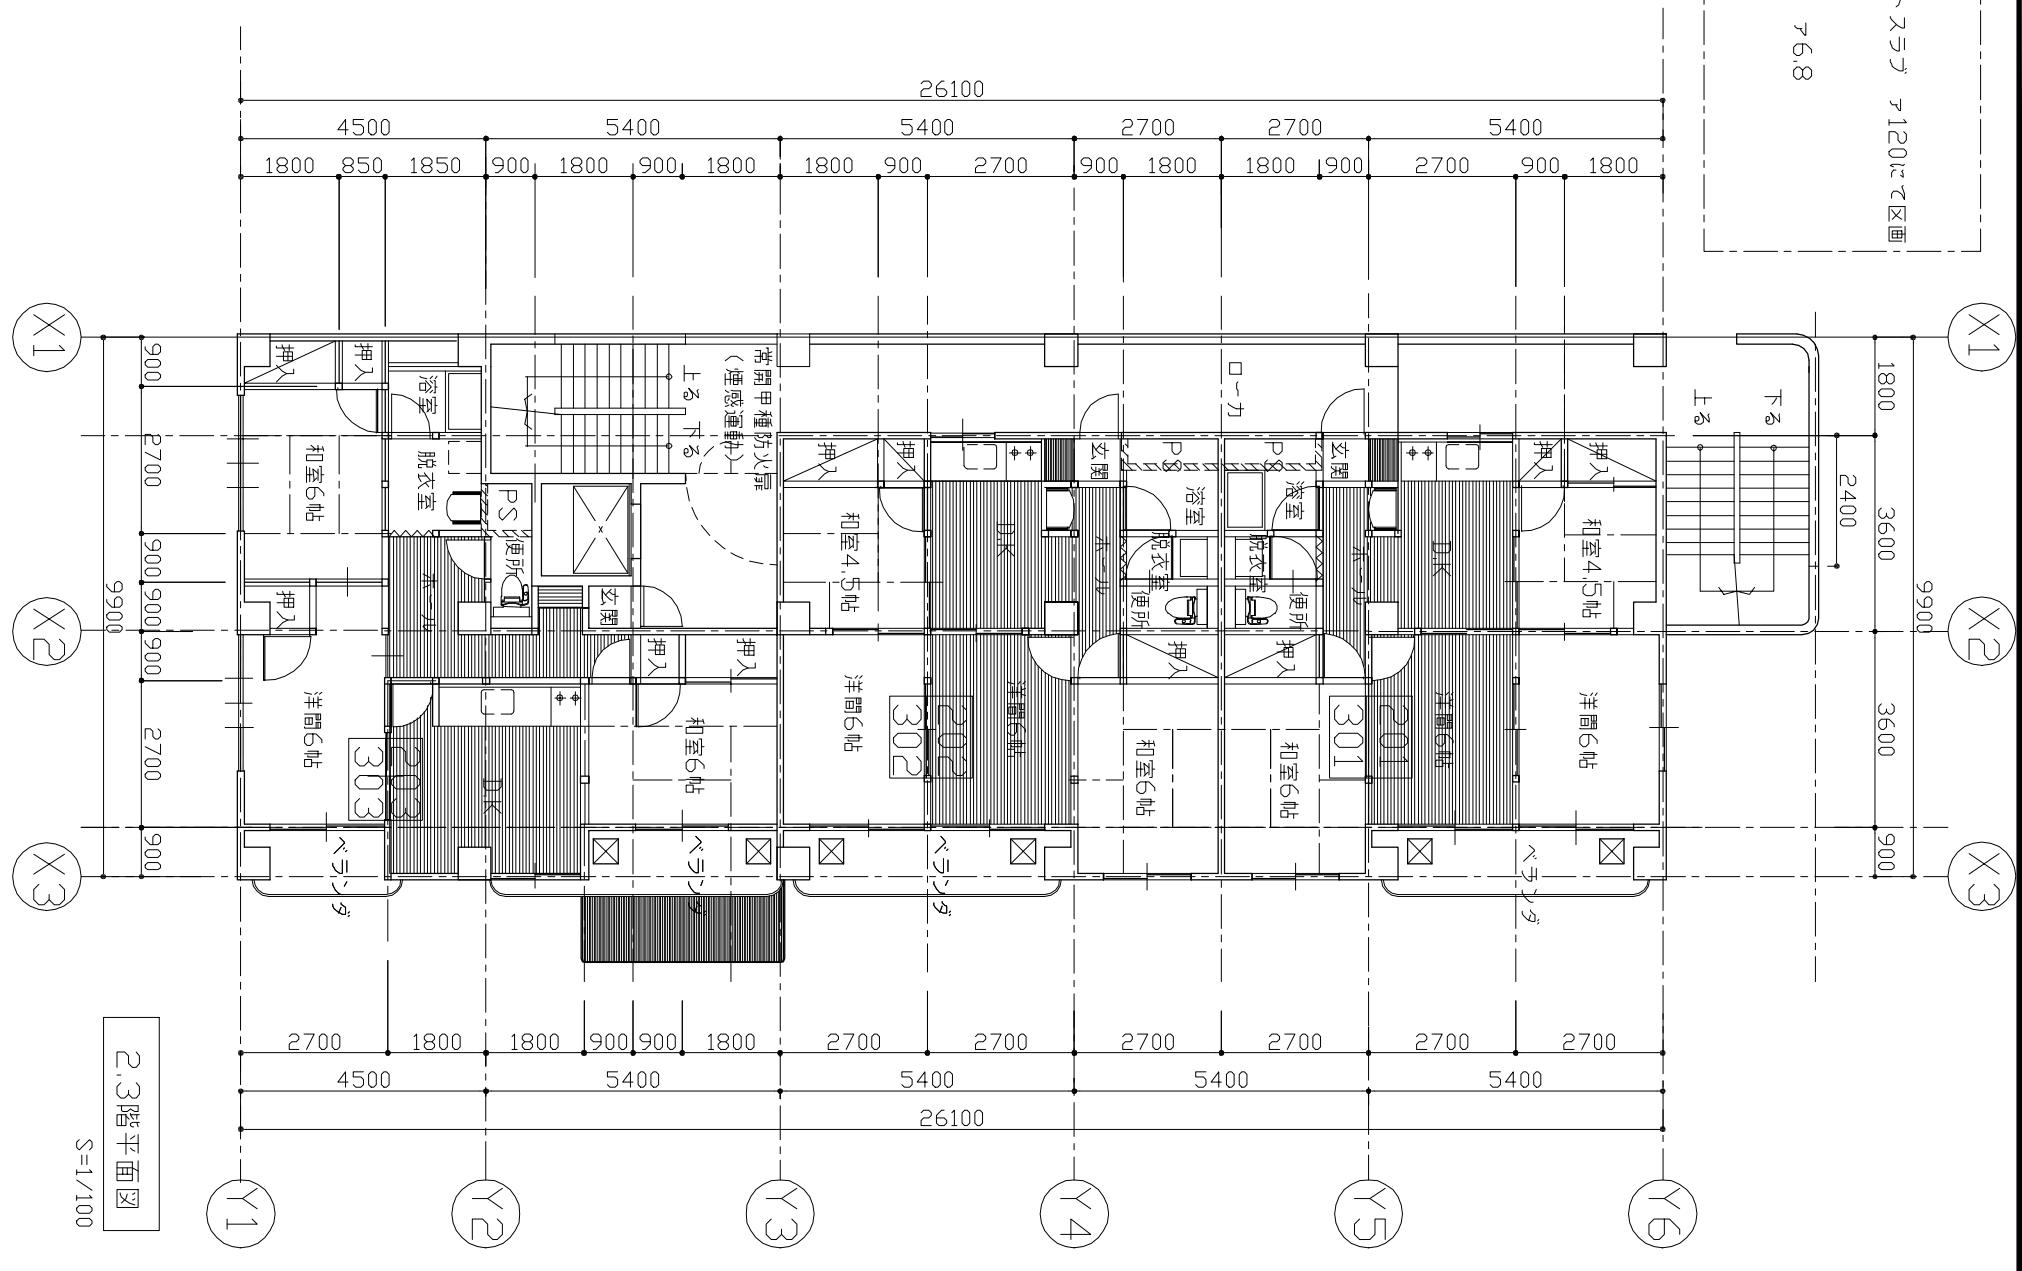 トスラブ ァ120にて区画
ァ6.8
26100
4500 5400 5400 2700 2700 5400
1800 850 1850 900 1800 900 1800 1800 900 2700 900 1800 1800 900 2700 900 1800
X1
X2
X3
900 2700 900 900 900 2700 900
9900
X1
X2
X3
1800 3600 3600 900
2400
9900
押入
押入
浴室
上る
下る
常開甲種防火扉
(煙感運動)
ローカ
上る
下る
和室6帖
脱衣室
PS
便所
玄関
ホール
押入
押入
押入
押入
押入
和室4.5帖
DK
玄関
ホール
PS
浴室
脱衣室
便所
押入
PS
浴室
脱衣室
便所
押入
玄関
ホール
DK
押入
押入
和室4.5帖
洋間6帖
203
303
DK
和室6帖
洋間6帖
202
302
洋間6帖
和室6帖
和室6帖
201
301
洋間6帖
洋間6帖
ベランダ
ベランダ
ベランダ
ベランダ
2700 1800 1800 900 900 1800 2700 2700 2700 2700 2700 2700
4500 5400 5400 5400 5400
26100
Y1 Y2 Y3 Y4 Y5 Y6
2.3階平面図
S=1/100